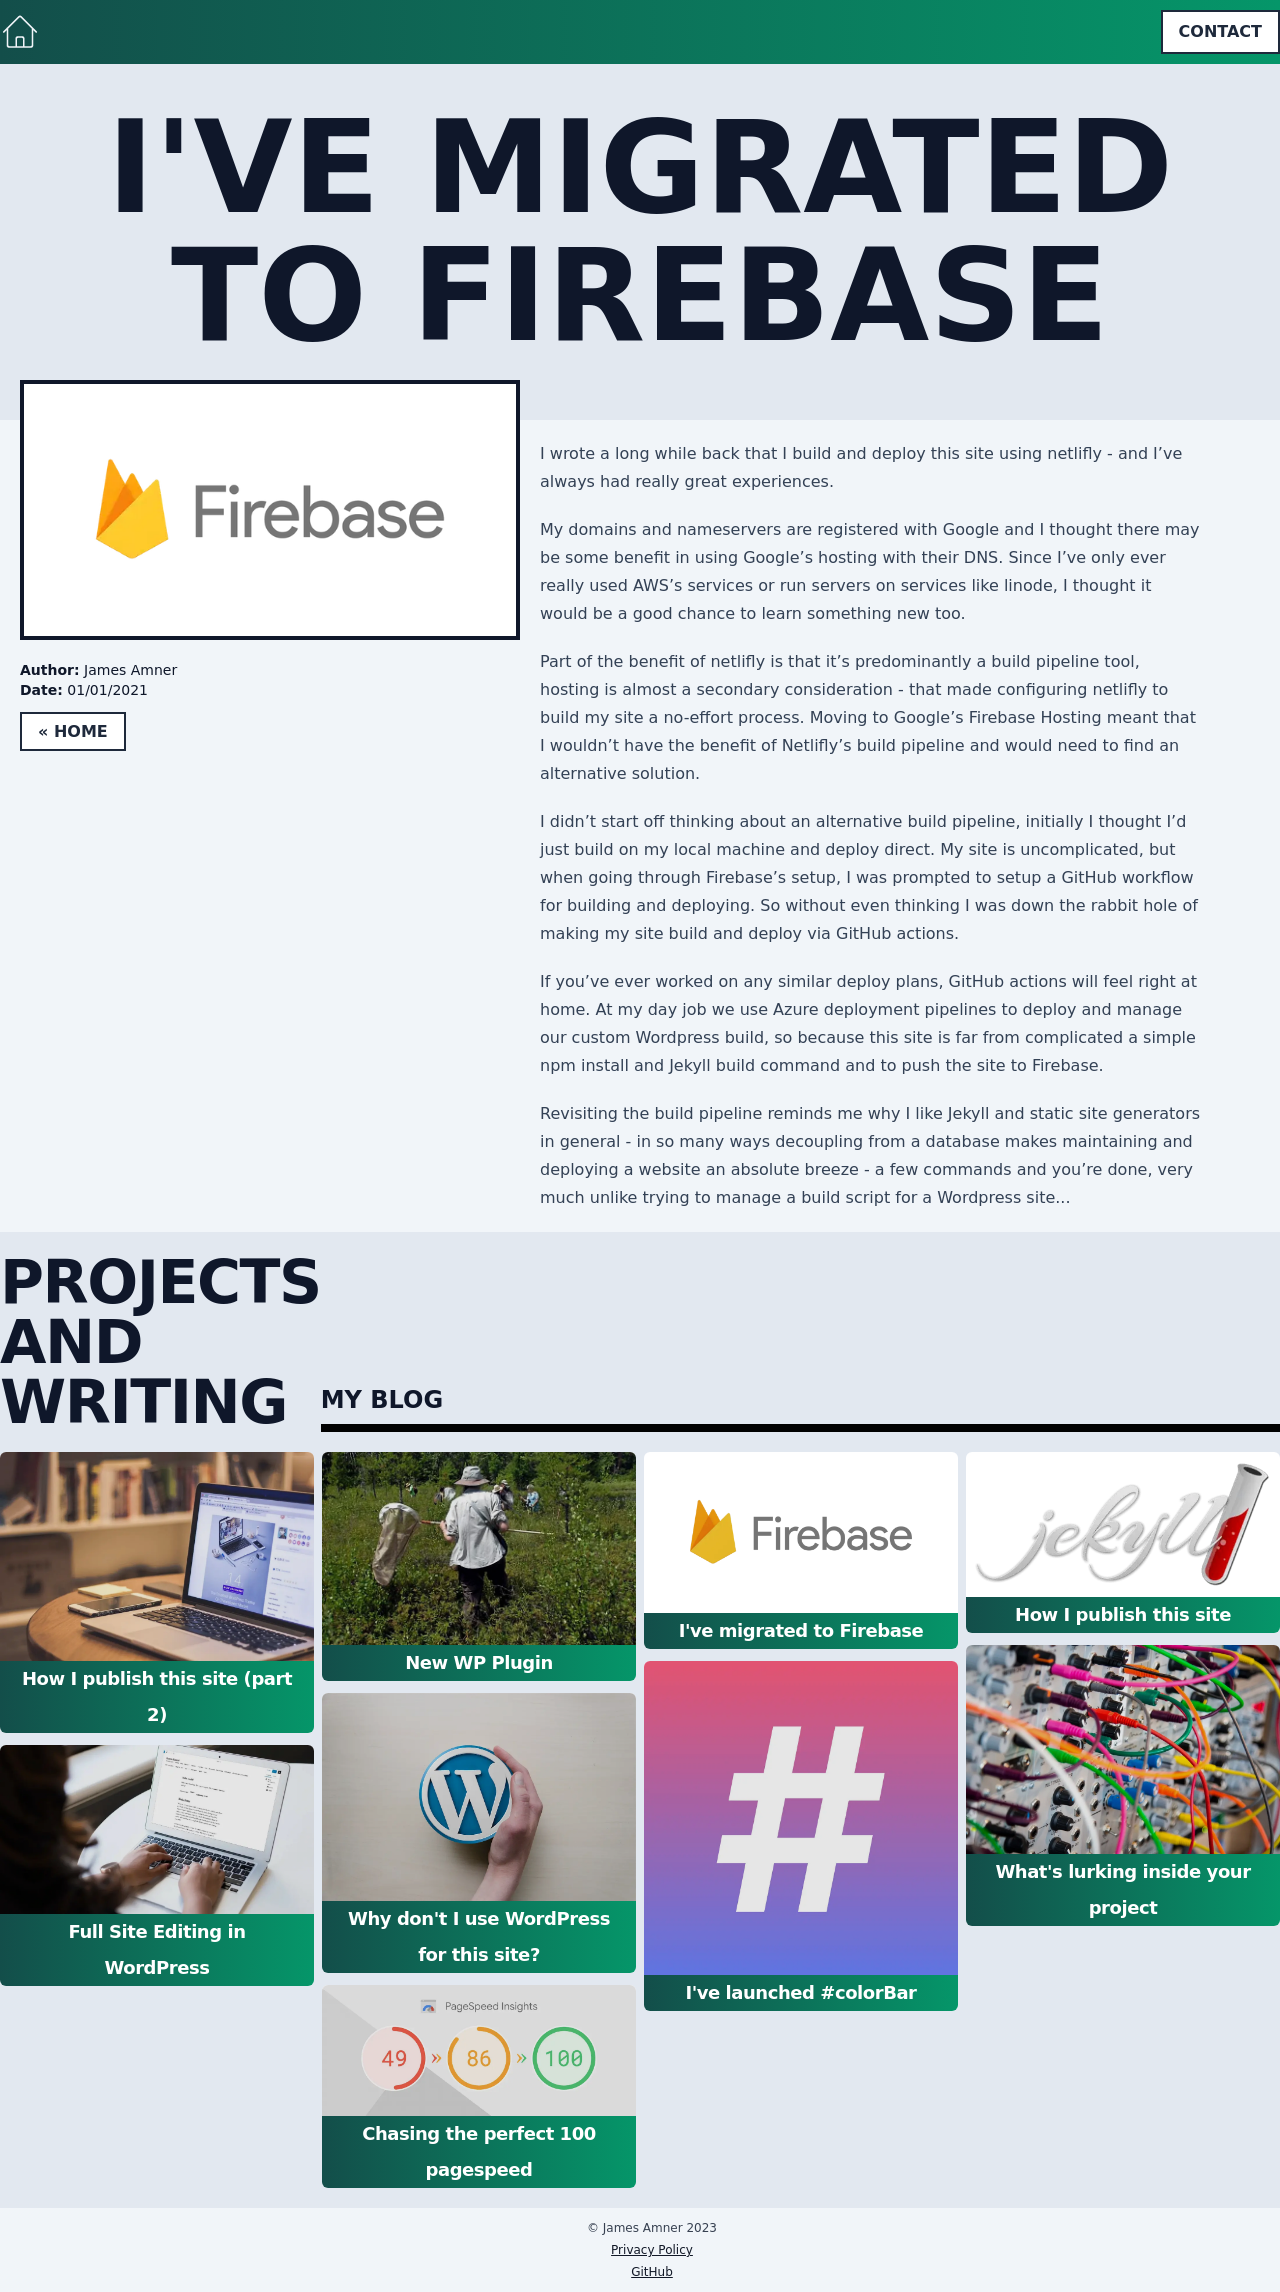 CONTACT
I'VE MIGRATED
TO FIREBASE
Firebase
Author: James Amner
Date: 01/01/2021
« HOME
I wrote a long while back that I build and deploy this site using netlifly - and I’ve
always had really great experiences.
My domains and nameservers are registered with Google and I thought there may
be some benefit in using Google’s hosting with their DNS. Since I’ve only ever
really used AWS’s services or run servers on services like linode, I thought it
would be a good chance to learn something new too.
Part of the benefit of netlifly is that it’s predominantly a build pipeline tool,
hosting is almost a secondary consideration - that made configuring netlifly to
build my site a no-effort process. Moving to Google’s Firebase Hosting meant that
I wouldn’t have the benefit of Netlifly’s build pipeline and would need to find an
alternative solution.
I didn’t start off thinking about an alternative build pipeline, initially I thought I’d
just build on my local machine and deploy direct. My site is uncomplicated, but
when going through Firebase’s setup, I was prompted to setup a GitHub workflow
for building and deploying. So without even thinking I was down the rabbit hole of
making my site build and deploy via GitHub actions.
If you’ve ever worked on any similar deploy plans, GitHub actions will feel right at
home. At my day job we use Azure deployment pipelines to deploy and manage
our custom Wordpress build, so because this site is far from complicated a simple
npm install and Jekyll build command and to push the site to Firebase.
Revisiting the build pipeline reminds me why I like Jekyll and static site generators
in general - in so many ways decoupling from a database makes maintaining and
deploying a website an absolute breeze - a few commands and you’re done, very
much unlike trying to manage a build script for a Wordpress site...
PROJECTS
AND
WRITING
MY BLOG
How I publish this site (part
2)
Full Site Editing in
WordPress
New WP Plugin
W
Why don't I use WordPress
for this site?
PageSpeed Insights
49 » 86 » 100
Chasing the perfect 100
pagespeed
Firebase
I've migrated to Firebase
#
I've launched #colorBar
jekyll
How I publish this site
What's lurking inside your
project
© James Amner 2023
Privacy Policy
GitHub